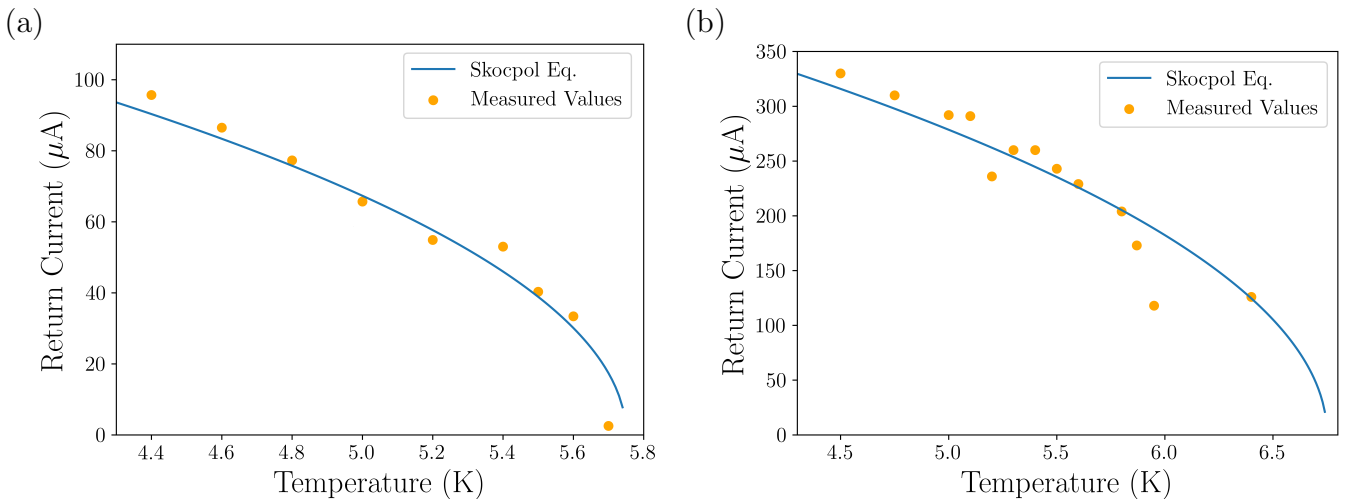 (a)
Return Current (μA)
100
80
60
40
20
0
Skocpol Eq.
Measured Values
4.4 4.6 4.8 5.0 5.2 5.4 5.6 5.8
Temperature (K)
(b)
Return Current (μA)
350
300
250
200
150
100
50
0
Skocpol Eq.
Measured Values
4.5 5.0 5.5 6.0 6.5
Temperature (K)